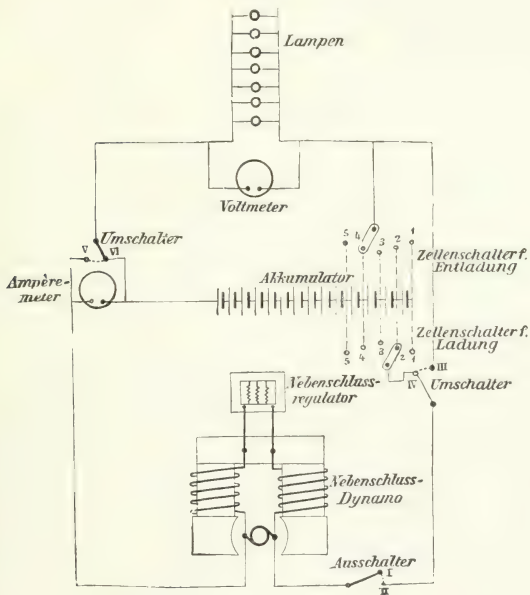 Lampen
Voltmeter
Umschalter
V
VI
Ampère-
meter
Akkumulator
5
4
3
2
1
Zellenschalter f.
Entladung
Zellenschalter f.
Ladung
5
4
3
2
1
III
IV
Umschalter
Nebenschluss-
regulator
Nebenschluss-
Dynamo
Ausschalter
I
II